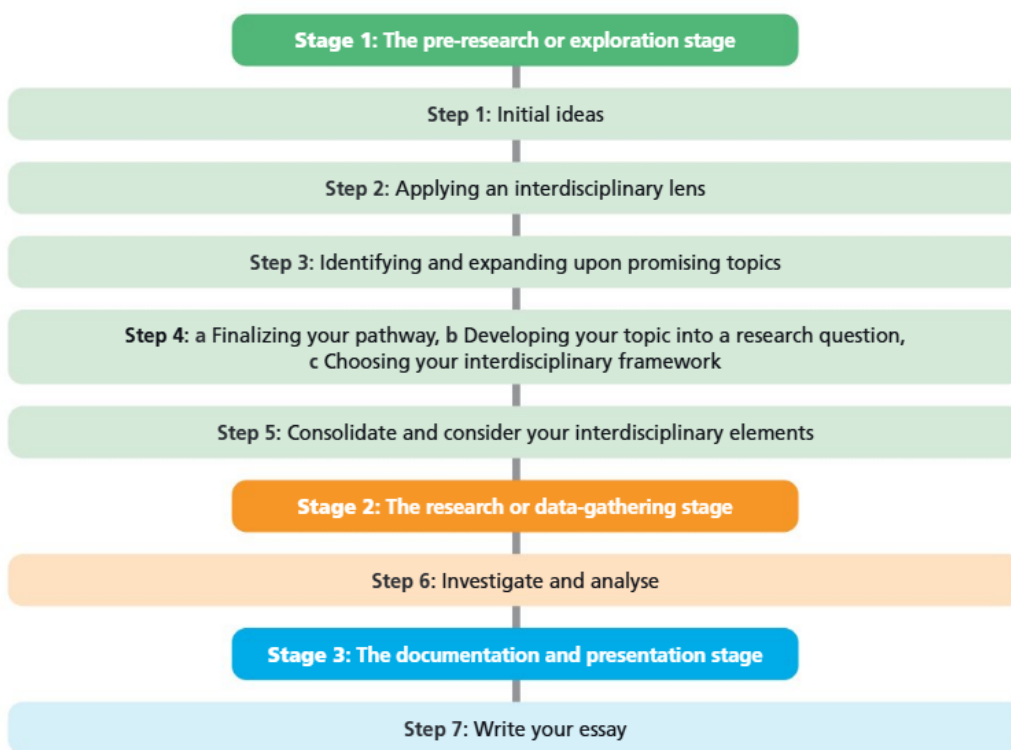 Stage 1: The pre-research or exploration stage
Step 1: Initial ideas
Step 2: Applying an interdisciplinary lens
Step 3: Identifying and expanding upon promising topics
Step 4: a Finalizing your pathway, b Developing your topic into a research question,
c Choosing your interdisciplinary framework
Step 5: Consolidate and consider your interdisciplinary elements
Stage 2: The research or data-gathering stage
Step 6: Investigate and analyse
Stage 3: The documentation and presentation stage
Step 7: Write your essay